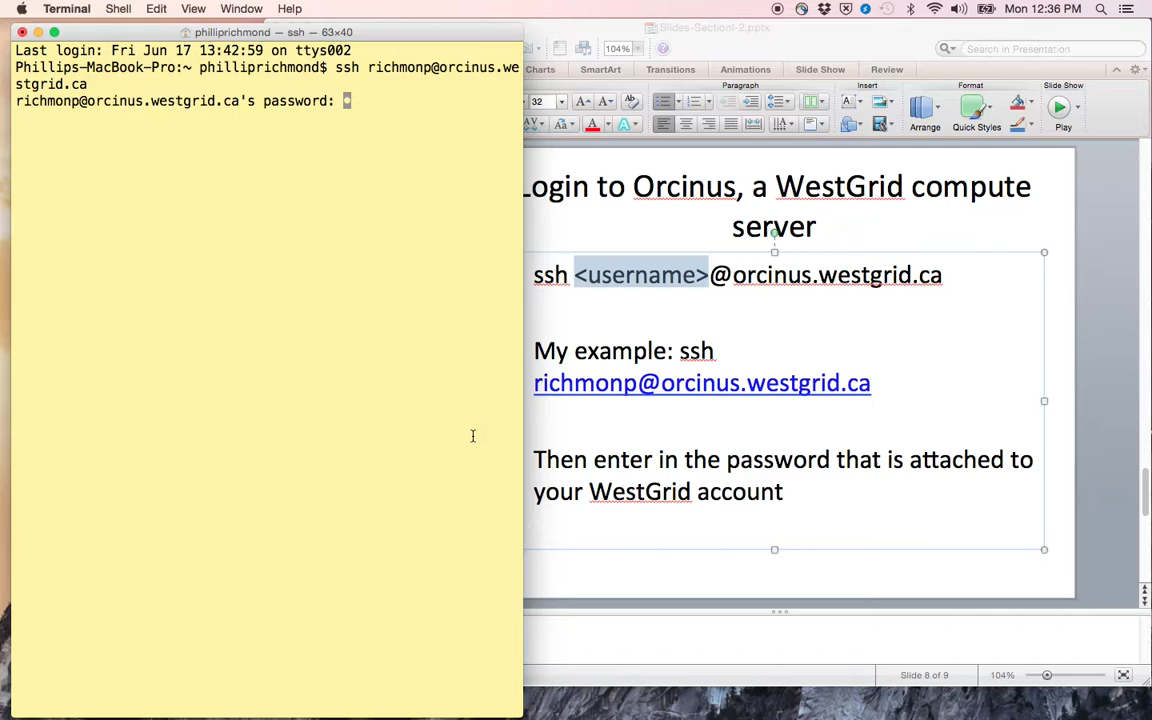 Terminal Shell Edit View Window Help
Mon 12:36 PM
phillliprichmond — ssh — 63×40
Slides-SectionI-2.pptx
104%
Search in Presentation
Charts SmartArt Transitions Animations Slide Show Review
Paragraph Insert Format Slide Show
32
Arrange Quick Styles Play
Last login: Fri Jun 17 13:42:59 on ttys002
Phillips-MacBook-Pro:~ philliprichmond$ ssh richmonp@orcinus.we
stgrid.ca
richmonp@orcinus.westgrid.ca's password:
Login to Orcinus, a WestGrid compute
server
ssh <username>@orcinus.westgrid.ca
My example: ssh
richmonp@orcinus.westgrid.ca
Then enter in the password that is attached to
your WestGrid account
Slide 8 of 9 104%